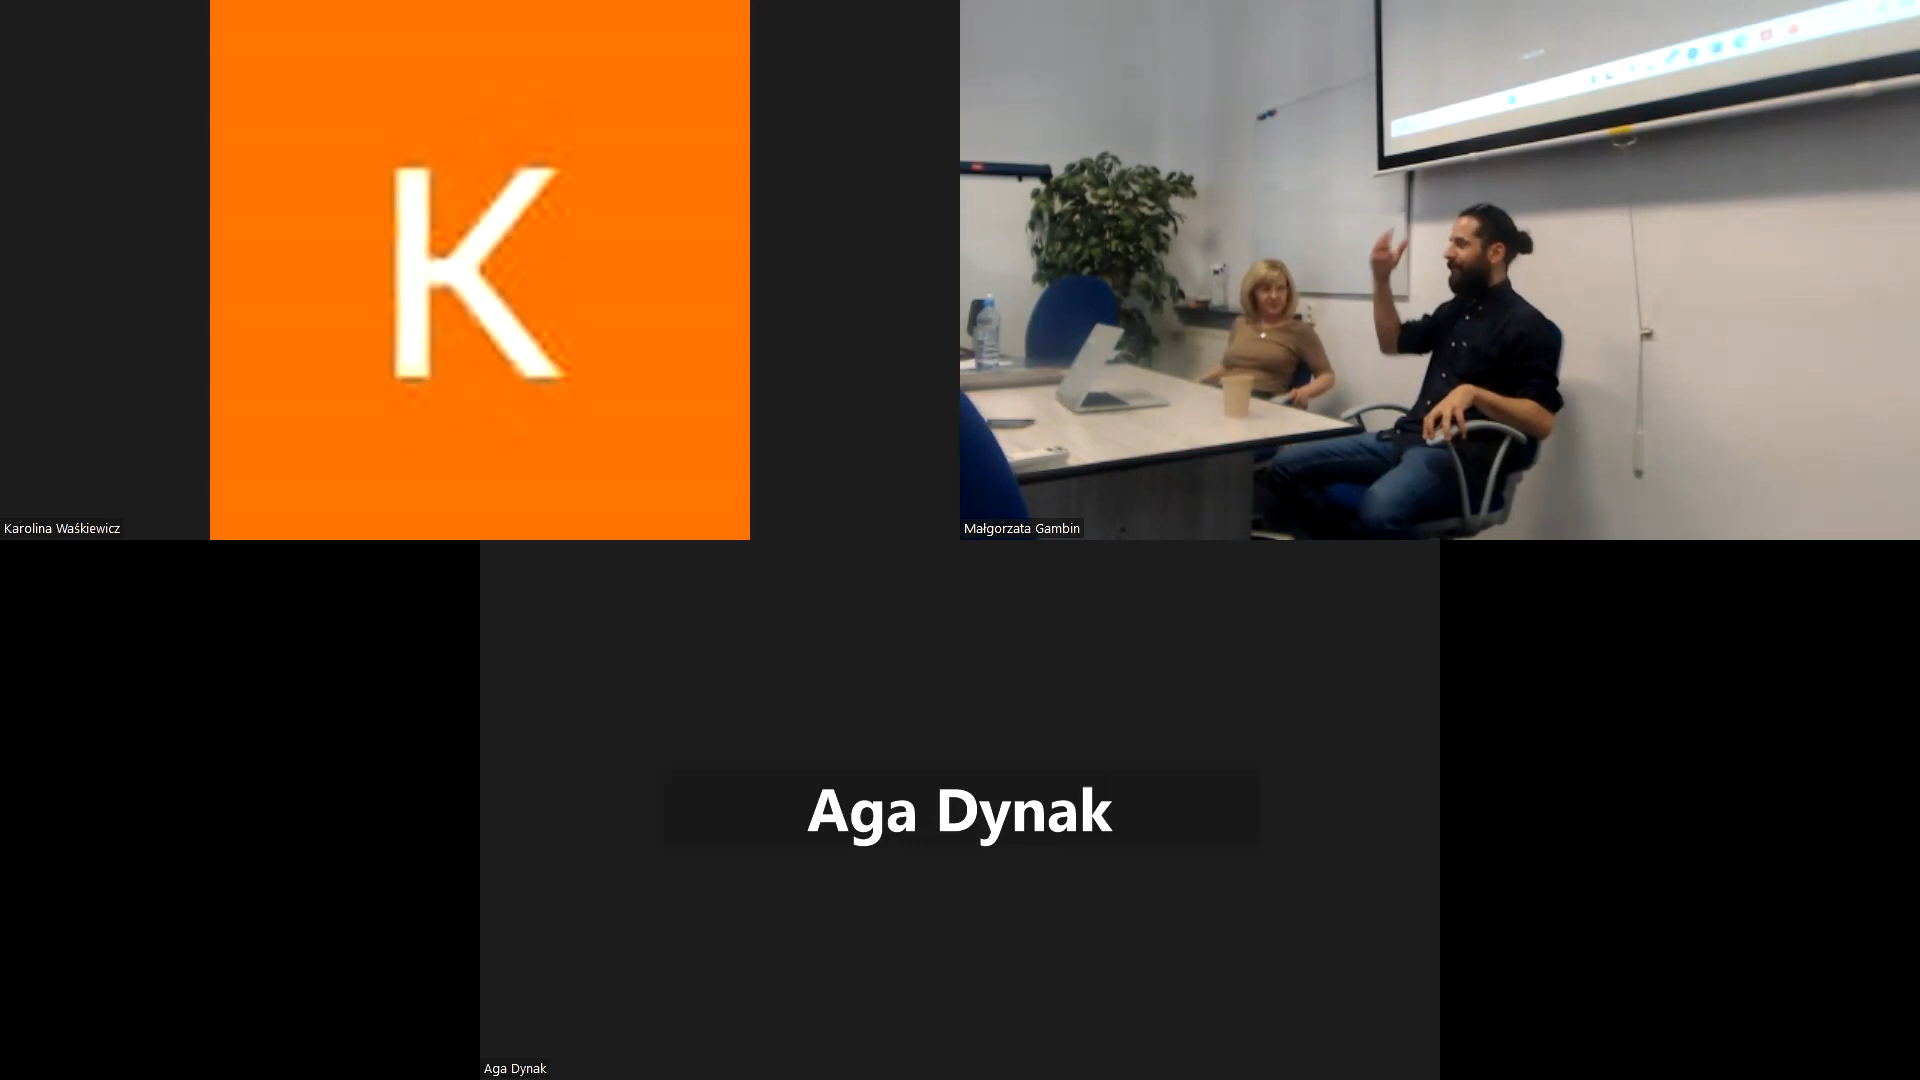 K
Karolina Waśkiewicz
Małgorzata Gambin
Aga Dynak
Aga Dynak